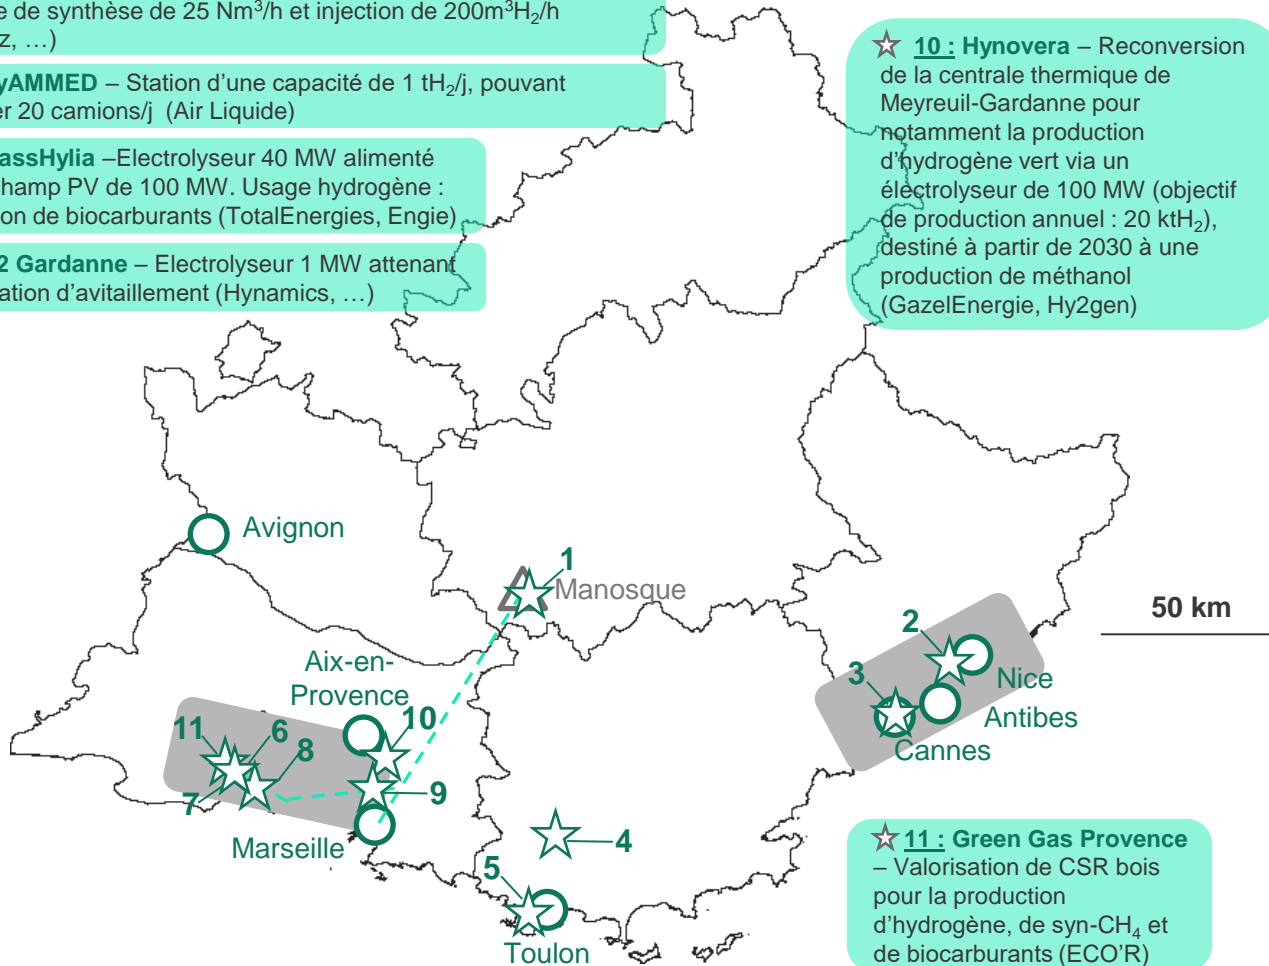 e de synthèse de 25 Nm³/h et injection de 200m³H₂/h
z, …)
yAMMED – Station d'une capacité de 1 tH₂/j, pouvant
er 20 camions/j (Air Liquide)
assHylia –Electrolyseur 40 MW alimenté
champ PV de 100 MW. Usage hydrogène :
on de biocarburants (TotalEnergies, Engie)
2 Gardanne – Electrolyseur 1 MW attenant
ation d'avitaillement (Hynamics, …)
10 : Hynovera – Reconversion
de la centrale thermique de
Meyreuil-Gardanne pour
notamment la production
d'hydrogène vert via un
électrolyseur de 100 MW (objectif
de production annuel : 20 ktH₂),
destiné à partir de 2030 à une
production de méthanol
(GazelEnergie, Hy2gen)
Avignon
1
Manosque
50 km
2
Aix-en-
Provence
3
Nice
Antibes
10
11
6
8
Cannes
7
9
Marseille
4
5
Toulon
11 : Green Gas Provence
– Valorisation de CSR bois
pour la production
d'hydrogène, de syn-CH₄ et
de biocarburants (ECO'R)